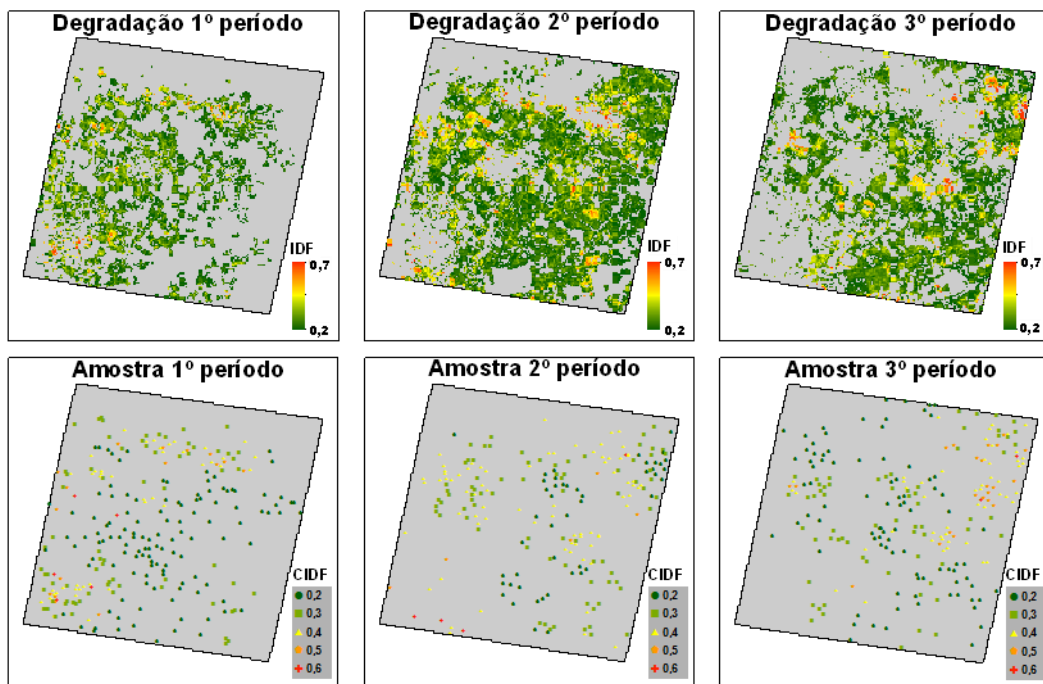 Degradação 1º período
IDF
0,7
0,2
Degradação 2º período
IDF
0,7
0,2
Degradação 3º período
IDF
0,7
0,2
Amostra 1º período
CIDF
0,2
0,3
0,4
0,5
0,6
Amostra 2º período
CIDF
0,2
0,3
0,4
0,5
0,6
Amostra 3º período
CIDF
0,2
0,3
0,4
0,5
0,6